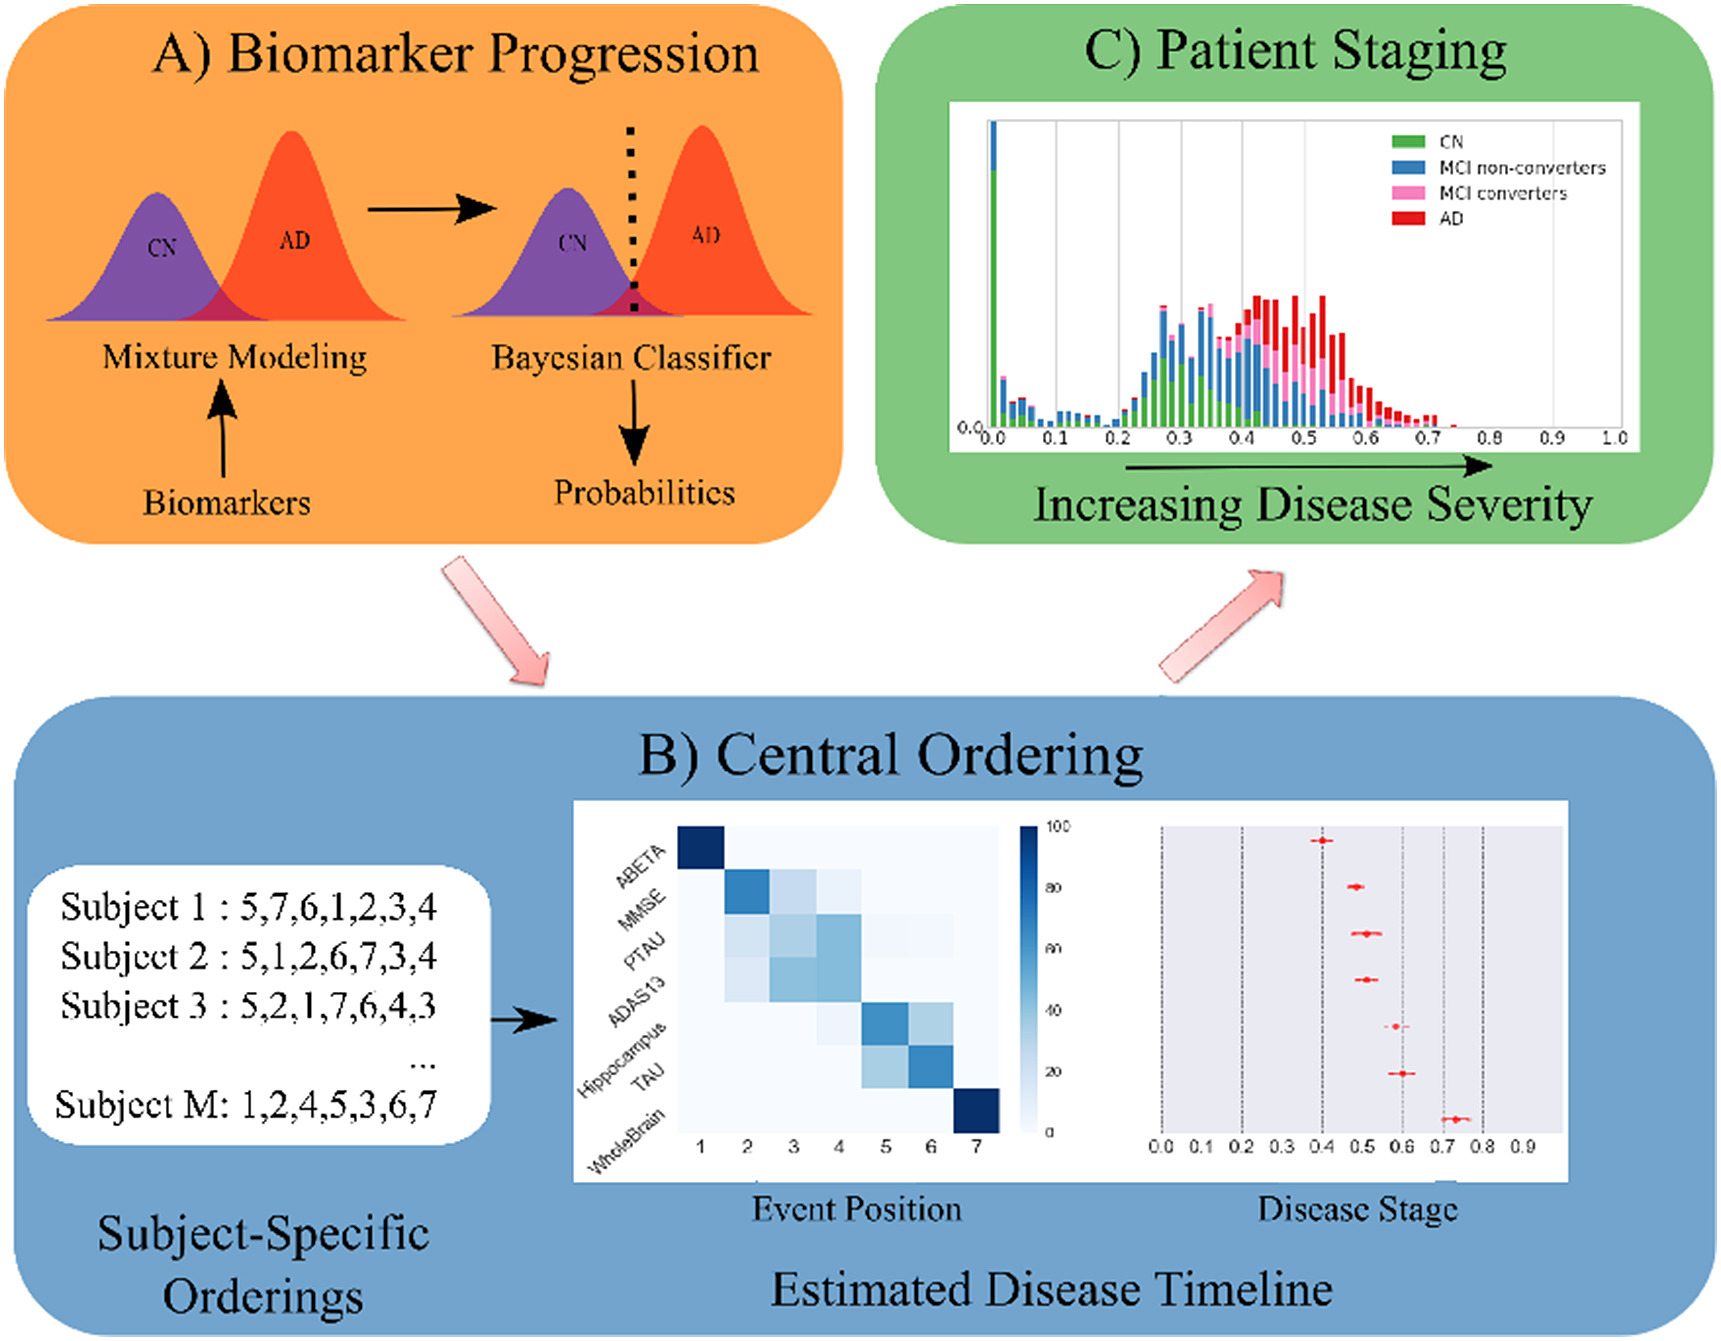 A) Biomarker Progression
CN
AD
CN
AD
Mixture Modeling
Bayesian Classifier
Biomarkers
Probabilities
C) Patient Staging
CN
MCI non-converters
MCI converters
AD
0.0
0.0 0.1 0.2 0.3 0.4 0.5 0.6 0.7 0.8 0.9 1.0
Increasing Disease Severity
B) Central Ordering
Subject 1 : 5,7,6,1,2,3,4
Subject 2 : 5,1,2,6,7,3,4
Subject 3 : 5,2,1,7,6,4,3
...
Subject M: 1,2,4,5,3,6,7
Subject-Specific
Orderings
ABETA
MMSE
PTAU
ADAS13
Hippocampus
TAU
WholeBrain
1 2 3 4 5 6 7
100
80
60
40
20
0
0.0 0.1 0.2 0.3 0.4 0.5 0.6 0.7 0.8 0.9
Event Position
Disease Stage
Estimated Disease Timeline